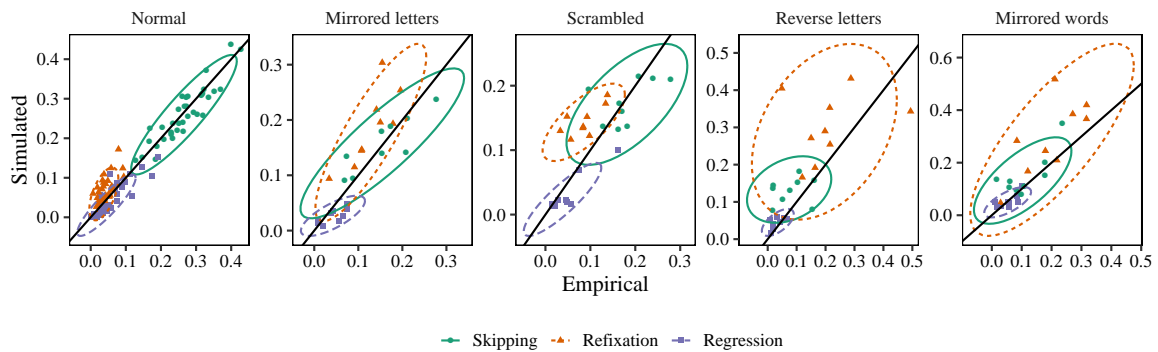 Normal
Mirrored letters
Scrambled
Reverse letters
Mirrored words
Simulated
0.4
0.3
0.2
0.1
0.0
0.0 0.1 0.2 0.3 0.4
0.3
0.2
0.1
0.0
0.0 0.1 0.2 0.3
0.2
0.1
0.0
0.0 0.1 0.2 0.3
0.5
0.4
0.3
0.2
0.1
0.0
0.0 0.1 0.2 0.3 0.4 0.5
0.6
0.4
0.2
0.0
0.0 0.1 0.2 0.3 0.4 0.5
Empirical
Skipping Refixation Regression